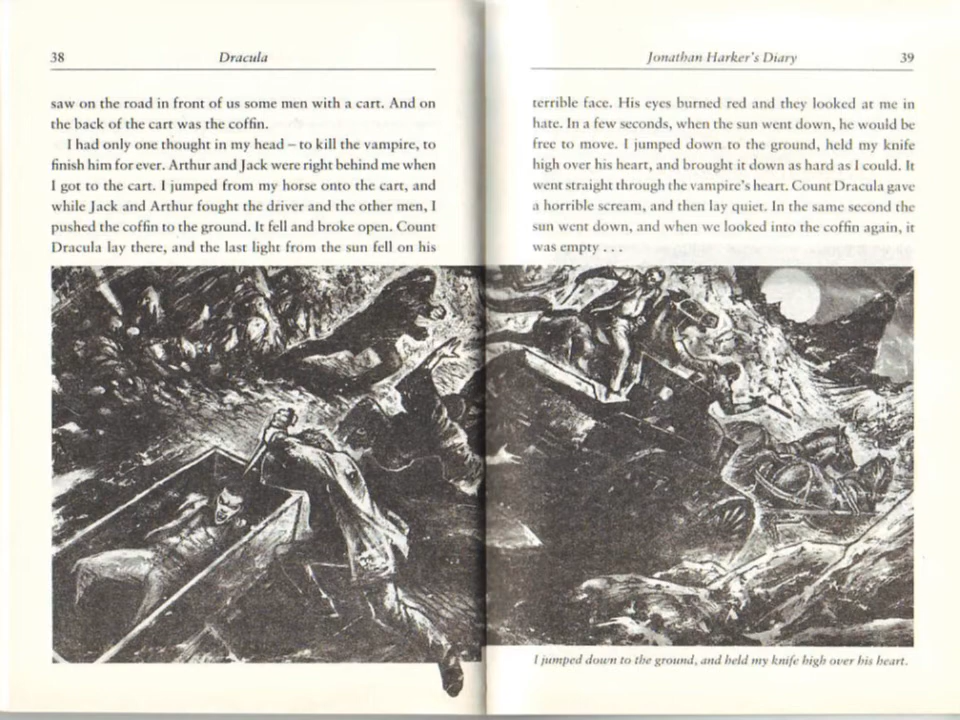 38 Dracula
saw on the road in front of us some men with a cart. And on
the back of the cart was the coffin.
I had only one thought in my head – to kill the vampire, to
finish him for ever. Arthur and Jack were right behind me when
I got to the cart. I jumped from my horse onto the cart, and
while Jack and Arthur fought the driver and the other men, I
pushed the coffin to the ground. It fell and broke open. Count
Dracula lay there, and the last light from the sun fell on his
Jonathan Harker's Diary 39
terrible face. His eyes burned red and they looked at me in
hate. In a few seconds, when the sun went down, he would be
free to move. I jumped down to the ground, held my knife
high over his heart, and brought it down as hard as I could. It
went straight through the vampire's heart. Count Dracula gave
a horrible scream, and then lay quiet. In the same second the
sun went down, and when we looked into the coffin again, it
was empty . . .
I jumped down to the ground, and held my knife high over his heart.